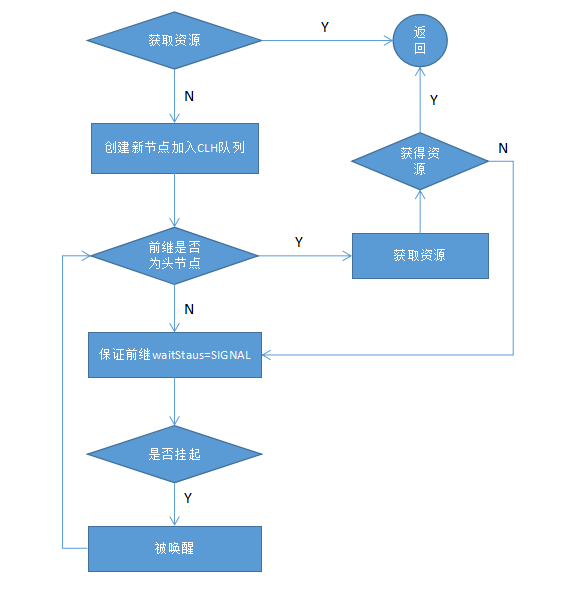 获取资源
Y
返
回
N
创建新节点加入CLH队列
Y
获得资
源
N
前继是否
为头节点
Y
获取资源
N
保证前继waitStaus=SIGNAL
是否挂起
Y
被唤醒